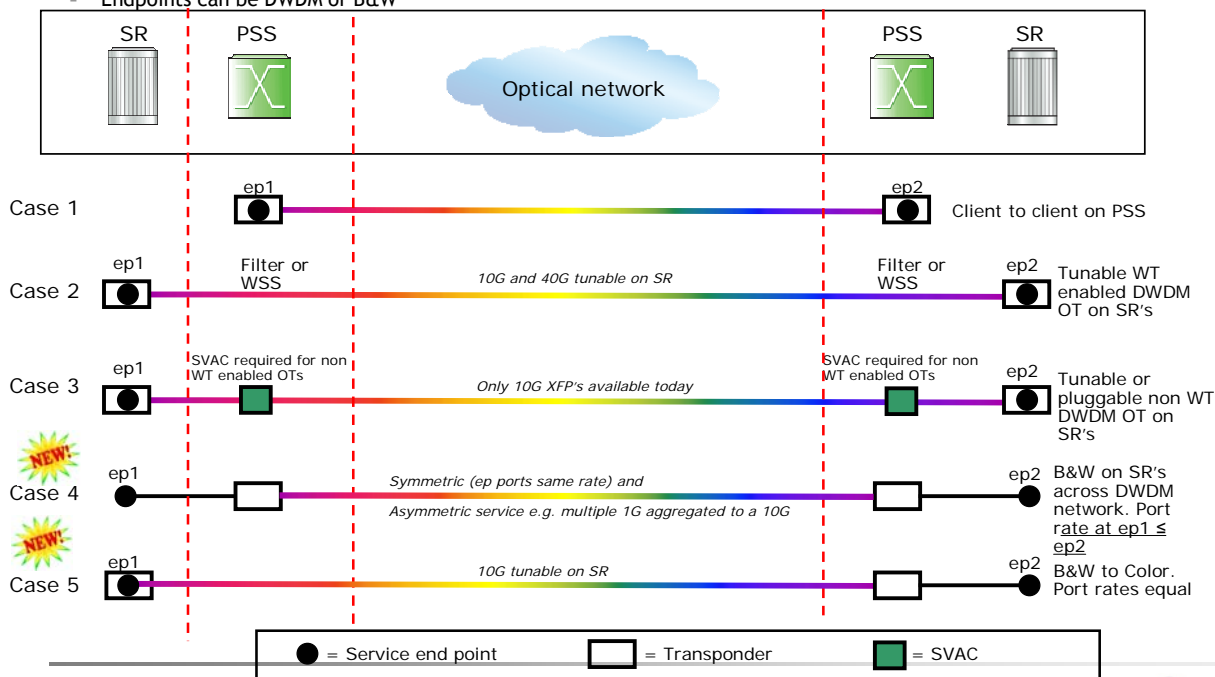 - Endpoints can be DWDM or B&W
SR
PSS
Optical network
PSS
SR
Case 1
ep1
ep2
Client to client on PSS
Case 2
ep1
Filter or
WSS
10G and 40G tunable on SR
Filter or
WSS
ep2
Tunable WT
enabled DWDM
OT on SR's
Case 3
ep1
SVAC required for non
WT enabled OTs
Only 10G XFP's available today
SVAC required for non
WT enabled OTs
ep2
Tunable or
pluggable non WT
DWDM OT on
SR's
NEW!
Case 4
ep1
Symmetric (ep ports same rate) and
Asymmetric service e.g. multiple 1G aggregated to a 10G
ep2
B&W on SR's
across DWDM
network. Port
rate at ep1 ≤
ep2
NEW!
Case 5
ep1
10G tunable on SR
ep2
B&W to Color.
Port rates equal
= Service end point
= Transponder
= SVAC